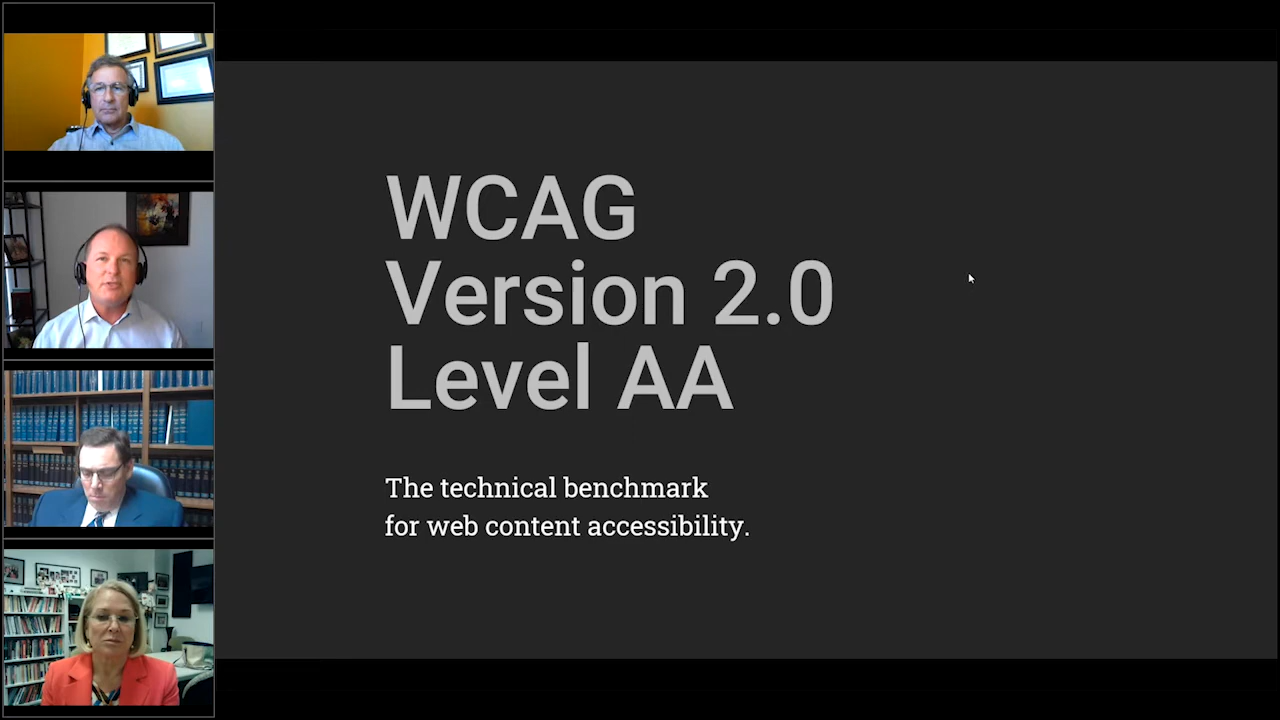 WCAG
Version 2.0
Level AA
The technical benchmark
for web content accessibility.